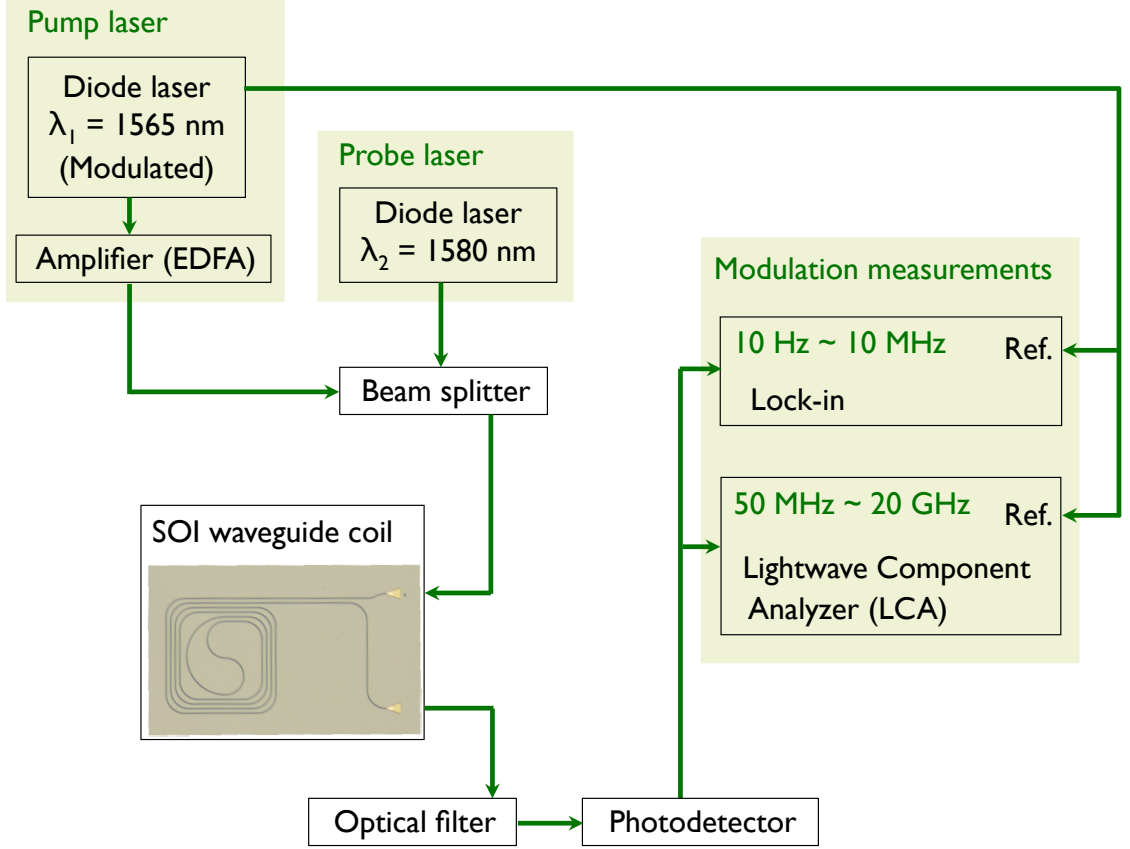 Pump laser
Diode laser
λ₁ = 1565 nm
(Modulated)
Amplifier (EDFA)
Probe laser
Diode laser
λ₂ = 1580 nm
Beam splitter
SOI waveguide coil
Optical filter
Photodetector
Modulation measurements
10 Hz ~ 10 MHz
Ref.
Lock-in
50 MHz ~ 20 GHz
Ref.
Lightwave Component
Analyzer (LCA)